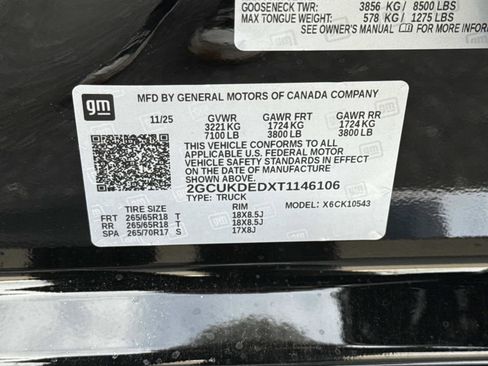 GOOSENECK TWR: 3856 KG / 8500 LBS
MAX TONGUE WEIGHT: 578 KG / 1275 LBS
SEE OWNER'S MANUAL FOR MORE INFOR
gm
MFD BY GENERAL MOTORS OF CANADA COMPANY
11/25 GVWR GAWR FRT GAWR RR
3221 KG 1724 KG 1724 KG
7100 LB 3800 LB 3800 LB
THIS VEHICLE CONFORMS TO ALL
APPLICABLE U.S. FEDERAL MOTOR
VEHICLE SAFETY STANDARDS IN EFFECT
ON THE DATE OF MANUFACTURE
SHOWN ABOVE.
2GCUKDEDXT1146106
TYPE: TRUCK MODEL: X6CK10543
TIRE SIZE RIM
FRT 265/65R18 T 18X8.5J
RR 265/65R18 T 18X8.5J
SPA 265/70R17 S 17X8J